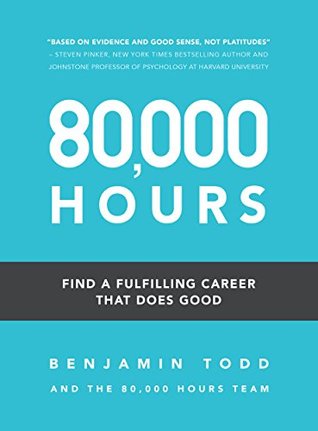 "BASED ON EVIDENCE AND GOOD SENSE, NOT PLATITUDES"
– STEVEN PINKER, NEW YORK TIMES BESTSELLING AUTHOR AND
JOHNSTONE PROFESSOR OF PSYCHOLOGY AT HARVARD UNIVERSITY
80,000
HOURS
FIND A FULFILLING CAREER
THAT DOES GOOD
BENJAMIN TODD
AND THE 80,000 HOURS TEAM